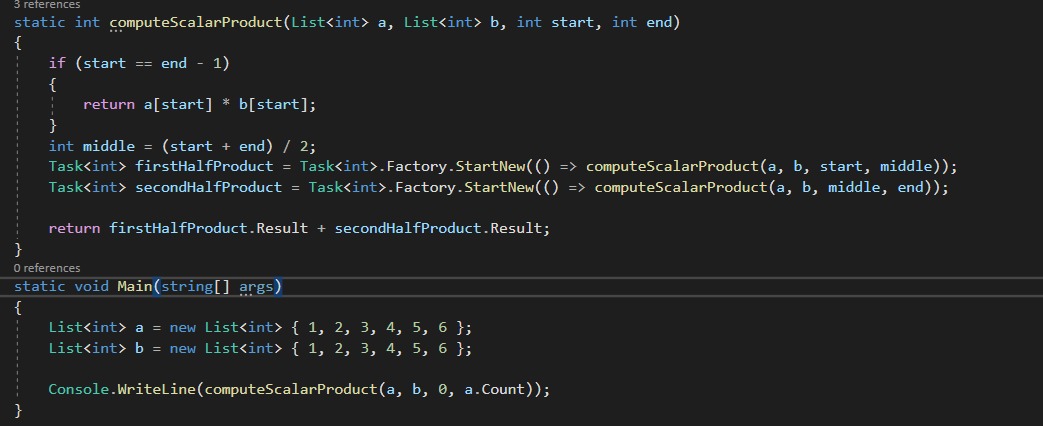 3 references
static int computeScalarProduct(List<int> a, List<int> b, int start, int end)
{
if (start == end - 1)
{
return a[start] * b[start];
}
int middle = (start + end) / 2;
Task<int> firstHalfProduct = Task<int>.Factory.StartNew(() => computeScalarProduct(a, b, start, middle));
Task<int> secondHalfProduct = Task<int>.Factory.StartNew(() => computeScalarProduct(a, b, middle, end));
return firstHalfProduct.Result + secondHalfProduct.Result;
}
0 references
static void Main(string[] args)
{
List<int> a = new List<int> { 1, 2, 3, 4, 5, 6 };
List<int> b = new List<int> { 1, 2, 3, 4, 5, 6 };
Console.WriteLine(computeScalarProduct(a, b, 0, a.Count));
}